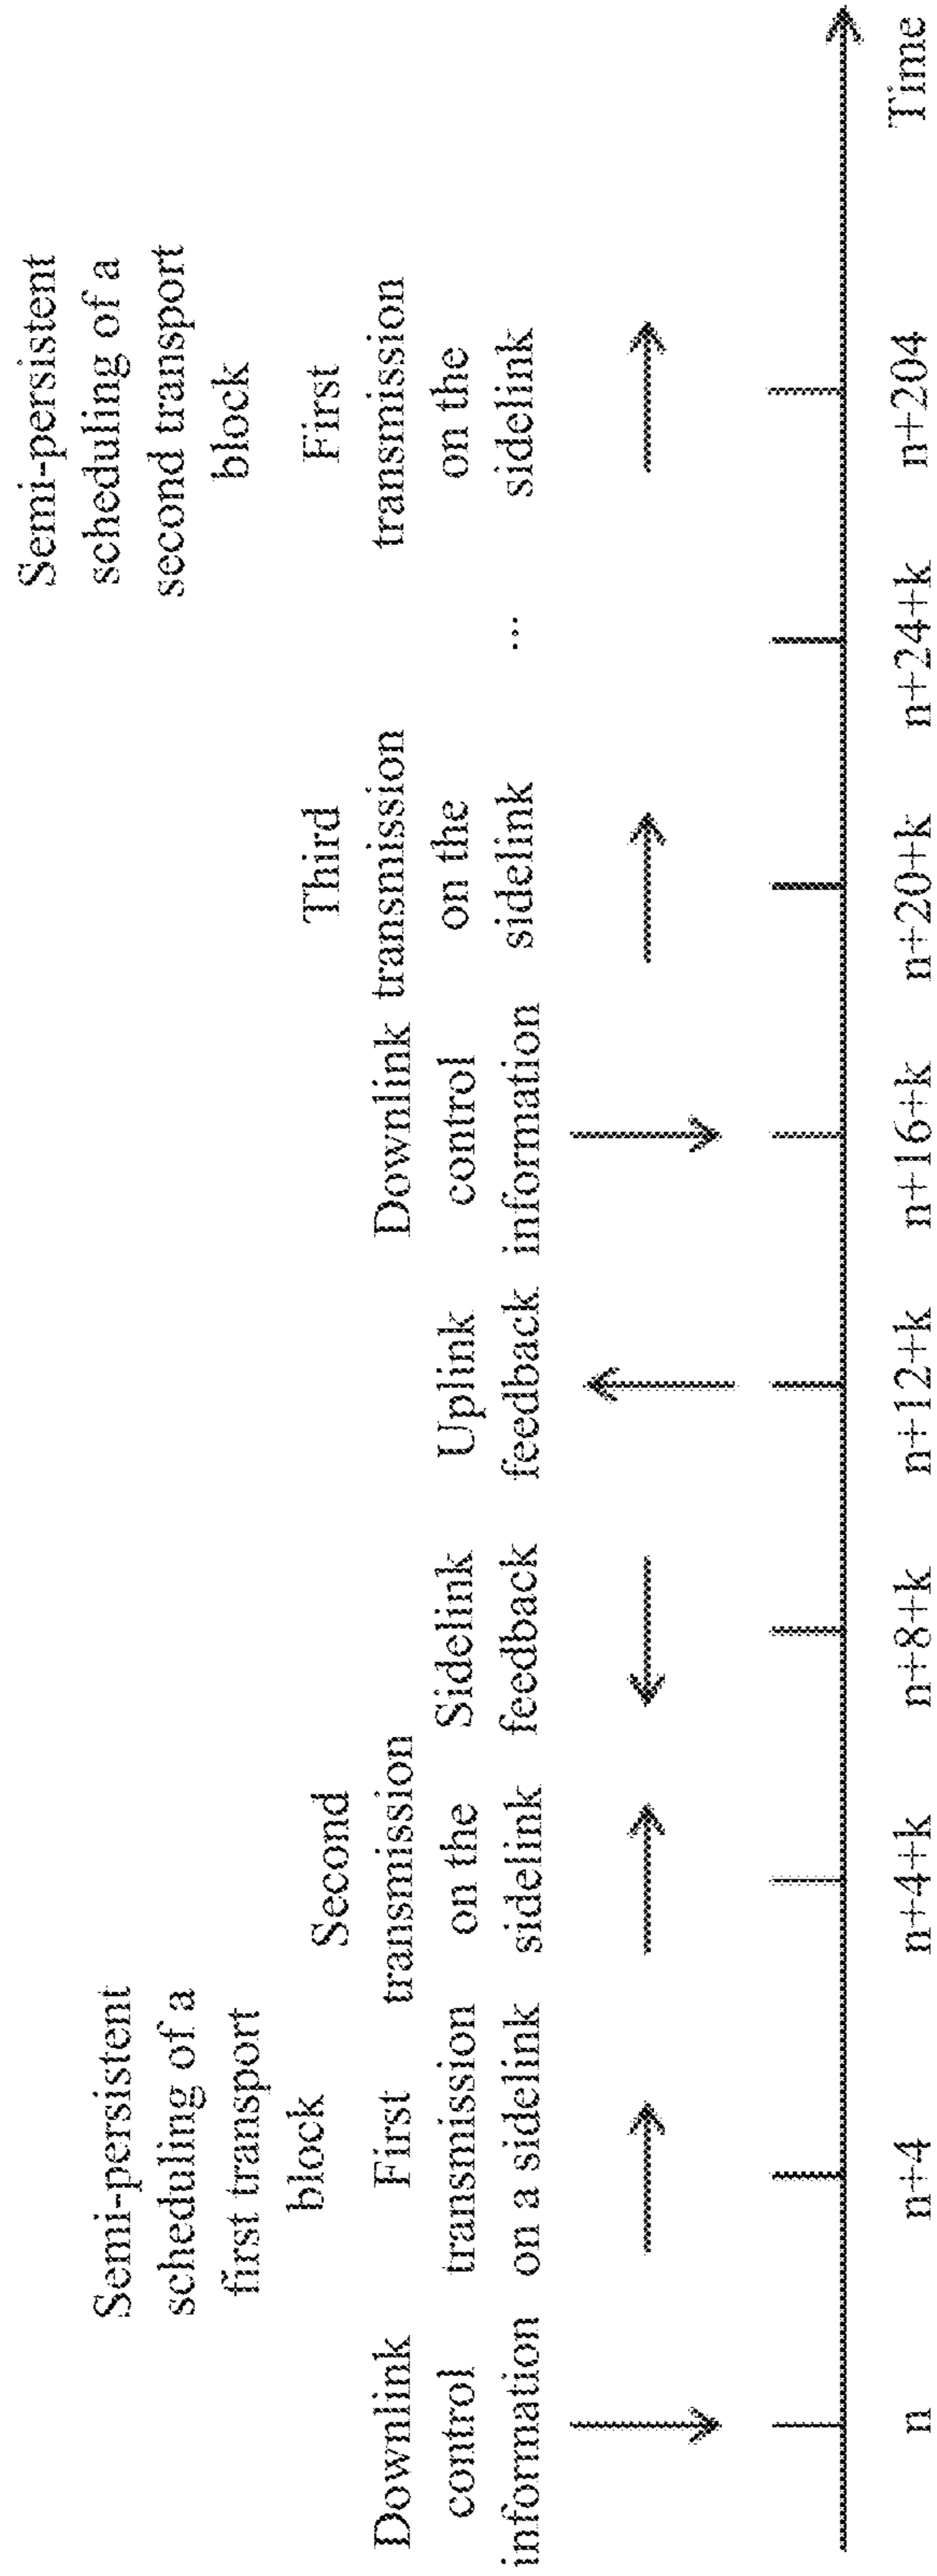 Downlink
control
information
Semi-persistent
scheduling of a
first transport
block
First
transmission
on a sidelink
Second
transmission
on the
sidelink
Sidelink
feedback
Uplink
feedback
Downlink
control
information
Third
transmission
on the
sidelink
...
Semi-persistent
scheduling of a
second transport
block
First
transmission
on the
sidelink
n
n+4
n+4+k
n+8+k
n+12+k
n+16+k
n+20+k
n+24+k
n+204
Time